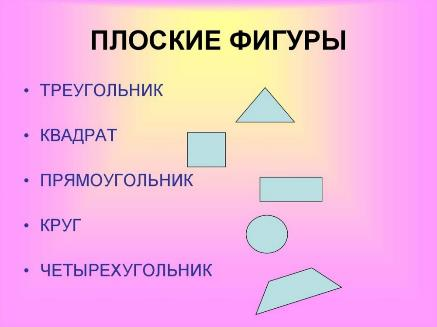 ПЛОСКИЕ ФИГУРЫ
• ТРЕУГОЛЬНИК
• КВАДРАТ
• ПРЯМОУГОЛЬНИК
• КРУГ
• ЧЕТЫРЕХУГОЛЬНИК